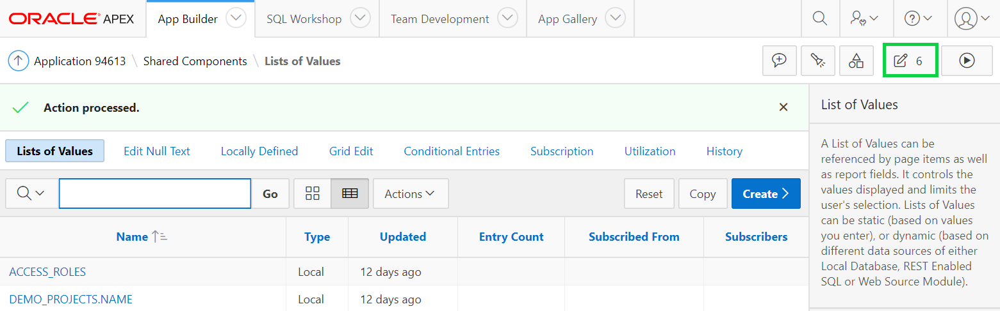 ORACLE APEX App Builder SQL Workshop Team Development App Gallery
Application 94613 \ Shared Components \ Lists of Values 6
Action processed.
Lists of Values Edit Null Text Locally Defined Grid Edit Conditional Entries Subscription Utilization History
Go Actions Reset Copy Create
Name Type Updated Entry Count Subscribed From Subscribers
ACCESS_ROLES Local 12 days ago
DEMO_PROJECTS.NAME Local 12 days ago
List of Values
A List of Values can be
referenced by page items as well
as report fields. It controls the
values displayed and limits the
user's selection. Lists of Values
can be static (based on values
you enter), or dynamic (based on
different data sources of either
Local Database, REST Enabled
SQL or Web Source Module).